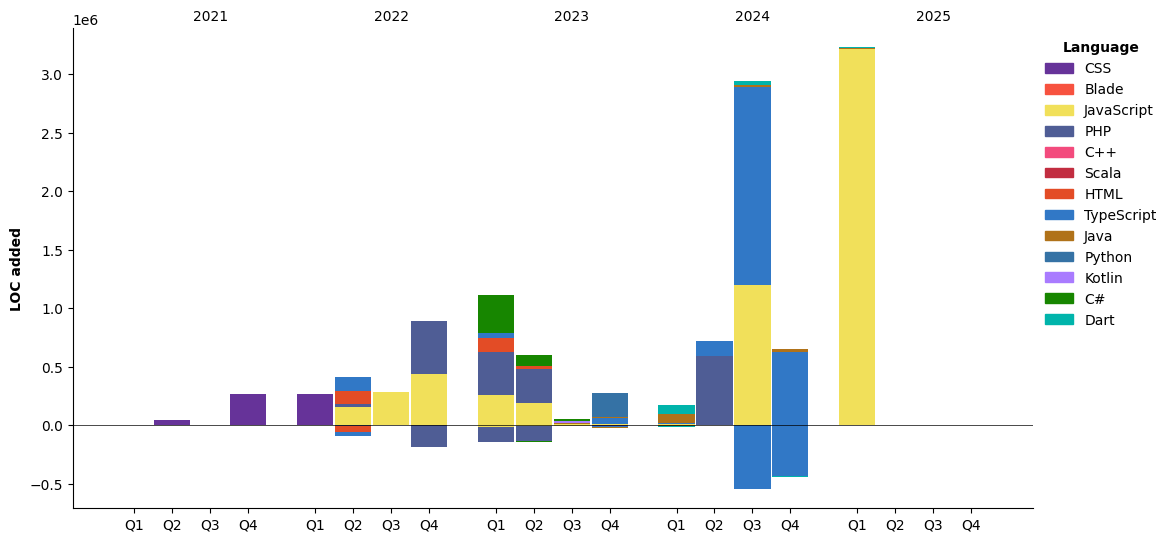 1e6
2021 2022 2023 2024 2025
3.0
2.5
2.0
1.5
1.0
0.5
0.0
−0.5
LOC added
Q1 Q2 Q3 Q4 Q1 Q2 Q3 Q4 Q1 Q2 Q3 Q4 Q1 Q2 Q3 Q4 Q1 Q2 Q3 Q4
Language
CSS
Blade
JavaScript
PHP
C++
Scala
HTML
TypeScript
Java
Python
Kotlin
C#
Dart